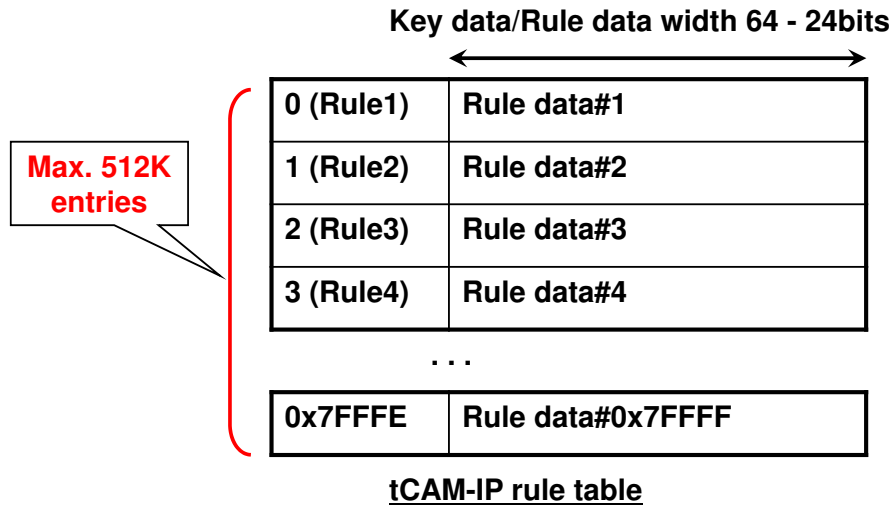 Key data/Rule data width 64 - 24bits
0 (Rule1) Rule data#1
Max. 512K
entries
1 (Rule2) Rule data#2
2 (Rule3) Rule data#3
3 (Rule4) Rule data#4
. . .
0x7FFFE Rule data#0x7FFFF
tCAM-IP rule table